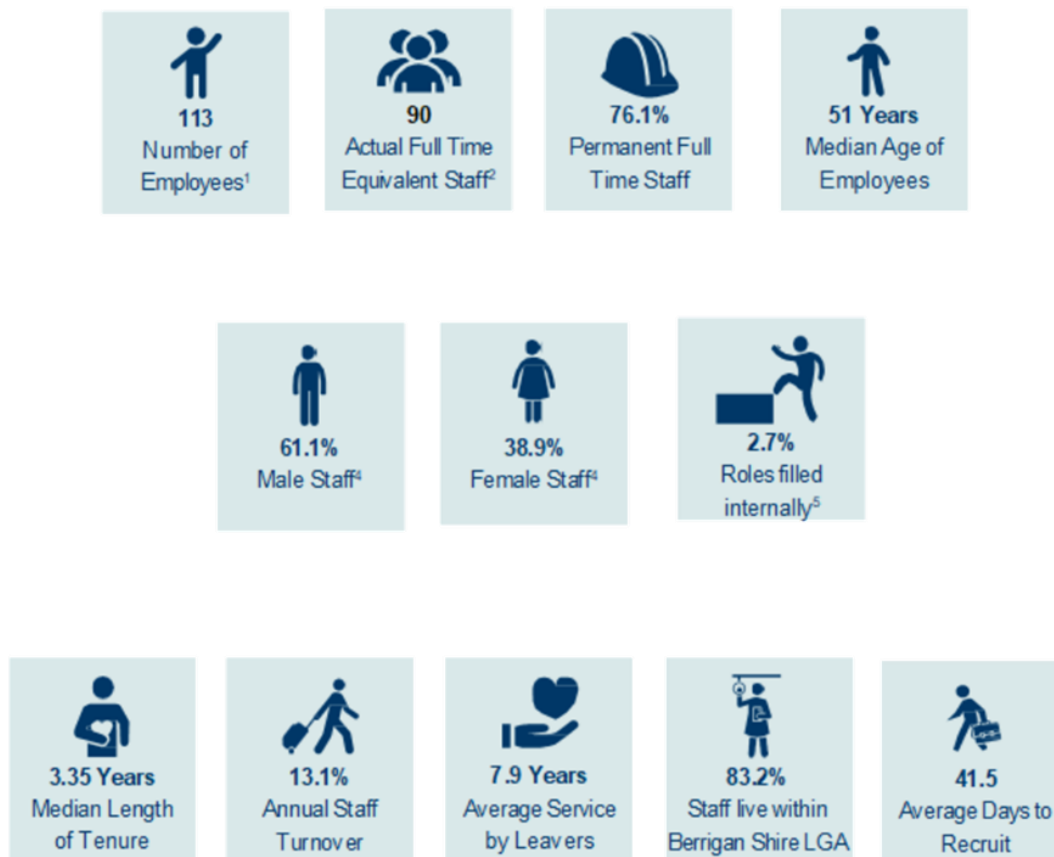 113
Number of
Employees¹
90
Actual Full Time
Equivalent Staff²
76.1%
Permanent Full
Time Staff
51 Years
Median Age of
Employees
61.1%
Male Staff⁴
38.9%
Female Staff⁴
2.7%
Roles filled
internally⁵
3.35 Years
Median Length
of Tenure
13.1%
Annual Staff
Turnover
7.9 Years
Average Service
by Leavers
83.2%
Staff live within
Berrigan Shire LGA
41.5
Average Days to
Recruit